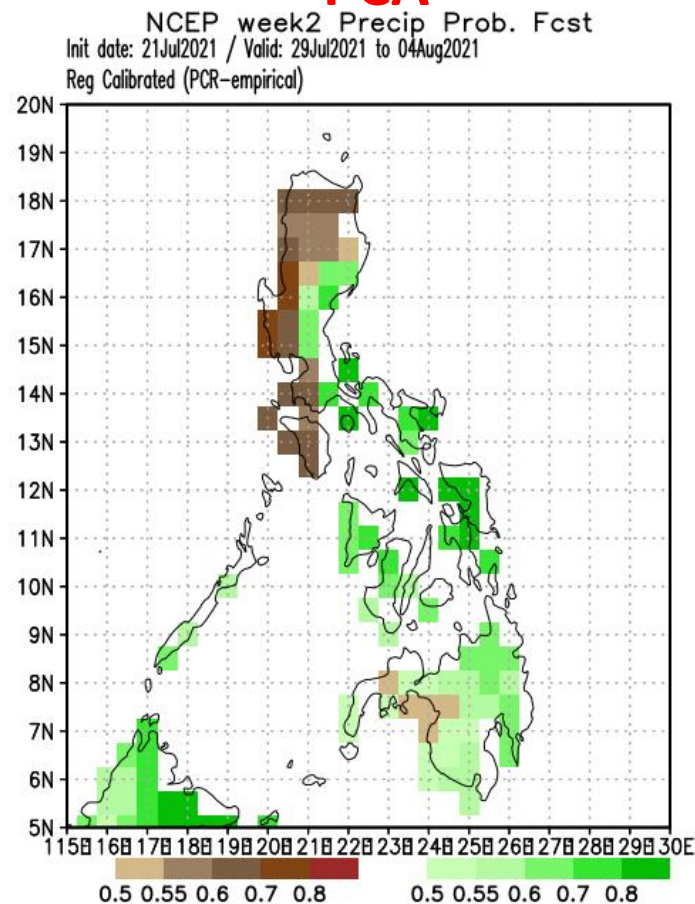 PCA
NCEP week2 Precip Prob. Fcst
Init date: 21Jul2021 / Valid: 29Jul2021 to 04Aug2021
Reg Calibrated (PCR-empirical)
20N
19N
18N
17N
16N
15N
14N
13N
12N
11N
10N
9N
8N
7N
6N
5N
115E 116E 117E 118E 119E 120E 121E 122E 123E 124E 125E 126E 127E 128E 129E 130E
0.5 0.55 0.6 0.7 0.8 0.5 0.55 0.6 0.7 0.8